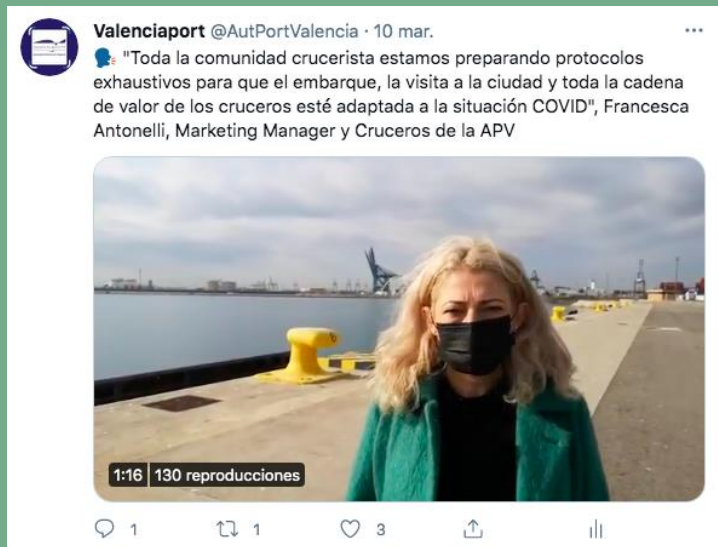 Valenciaport @AutPortValencia · 10 mar.
"Toda la comunidad crucerista estamos preparando protocolos
exhaustivos para que el embarque, la visita a la ciudad y toda la cadena
de valor de los cruceros esté adaptada a la situación COVID", Francesca
Antonelli, Marketing Manager y Cruceros de la APV
1:16 130 reproducciones
1 1 3